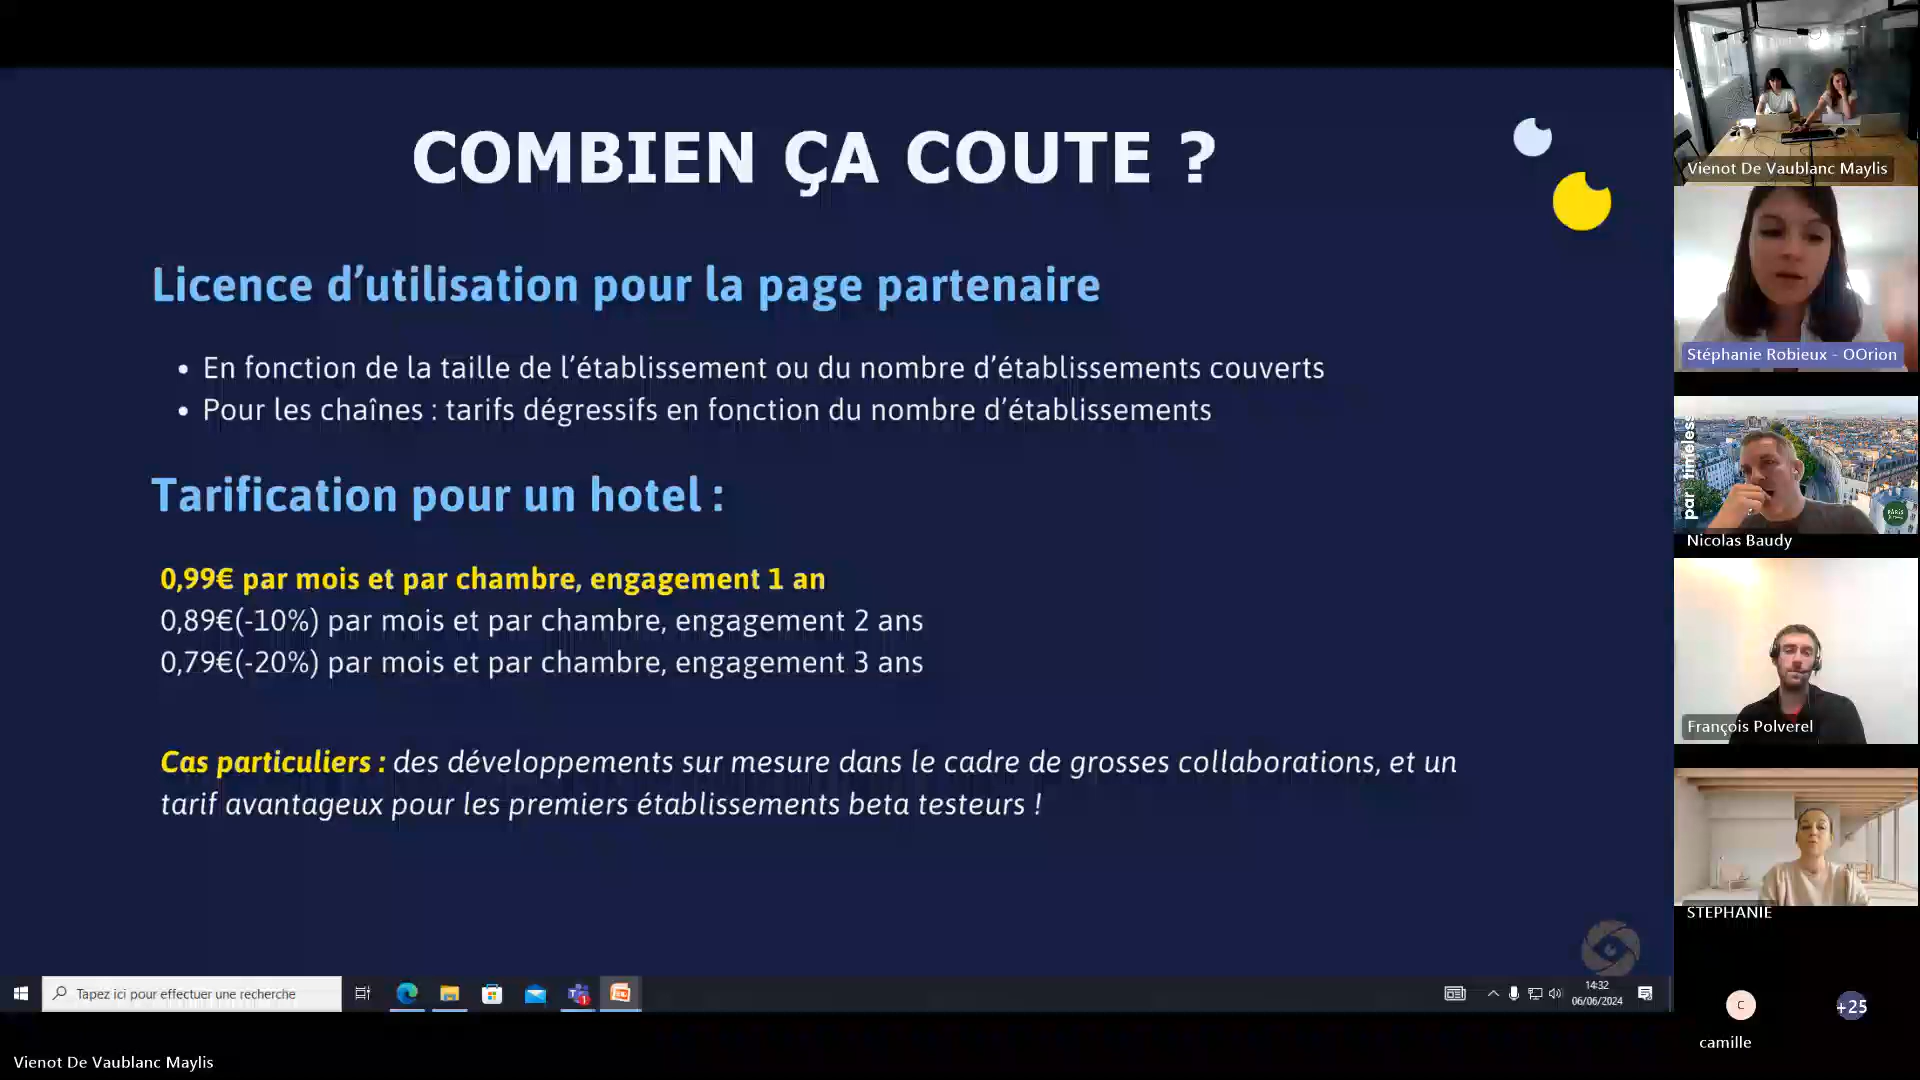 COMBIEN ÇA COUTE ?
Licence d’utilisation pour la page partenaire
• En fonction de la taille de l’établissement ou du nombre d’établissements couverts
• Pour les chaînes : tarifs dégressifs en fonction du nombre d’établissements
Tarification pour un hotel :
0,99€ par mois et par chambre, engagement 1 an
0,89€(-10%) par mois et par chambre, engagement 2 ans
0,79€(-20%) par mois et par chambre, engagement 3 ans
Cas particuliers : des développements sur mesure dans le cadre de grosses collaborations, et un
tarif avantageux pour les premiers établissements beta testeurs !
Tapez ici pour effectuer une recherche
1
14:32
06/06/2024
Vienot De Vaublanc Maylis
Vienot De Vaublanc Maylis
Stéphanie Robieux - OOrion
timeless
Nicolas Baudy
François Polverel
STEPHANIE
C
camille
+25